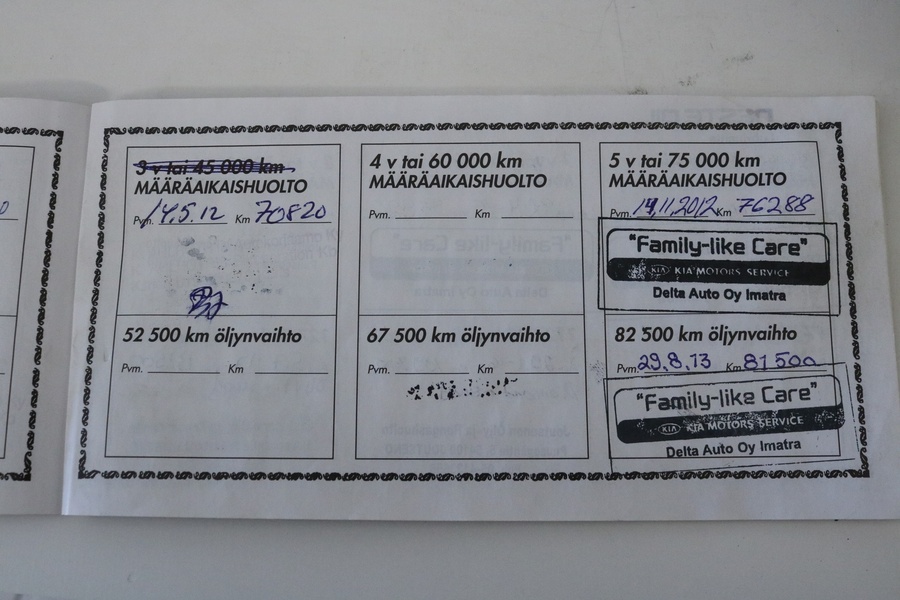 3 v tai 45 000 km
MÄÄRÄAIKAISHUOLTO
Pvm. 14.5.12 Km 70820
52 500 km öljynvaihto
Pvm. Km
4 v tai 60 000 km
MÄÄRÄAIKAISHUOLTO
Pvm. Km
67 500 km öljynvaihto
Pvm. Km
5 v tai 75 000 km
MÄÄRÄAIKAISHUOLTO
Pvm. 19.11.2012 Km 76288
"Family-like Care"
KIA KIA MOTORS SERVICE
Delta Auto Oy Imatra
82 500 km öljynvaihto
Pvm. 29.8.13 Km 81500
"Family-like Care"
KIA KIA MOTORS SERVICE
Delta Auto Oy Imatra